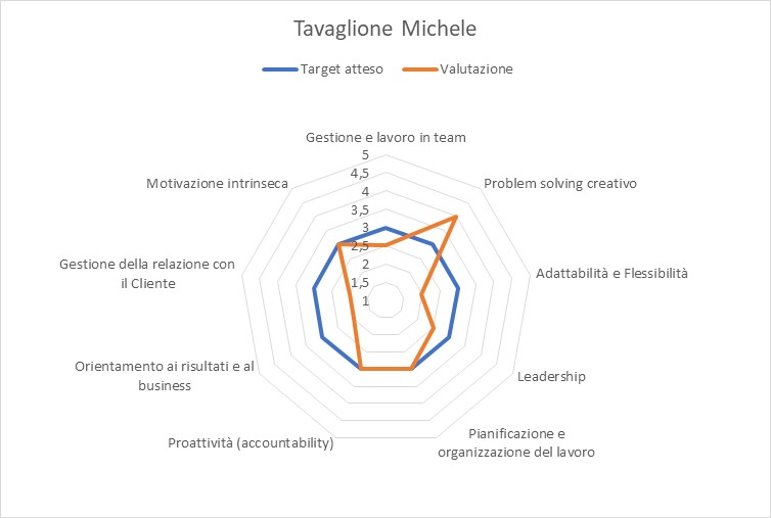 Tavaglione Michele
Target atteso
Valutazione
Gestione e lavoro in team
5
4,5
4
3,5
3
2,5
2
1,5
1
Problem solving creativo
Adattabilità e Flessibilità
Leadership
Pianificazione e
organizzazione del lavoro
Proattività (accountability)
Orientamento ai risultati e al
business
Gestione della relazione con
il Cliente
Motivazione intrinseca